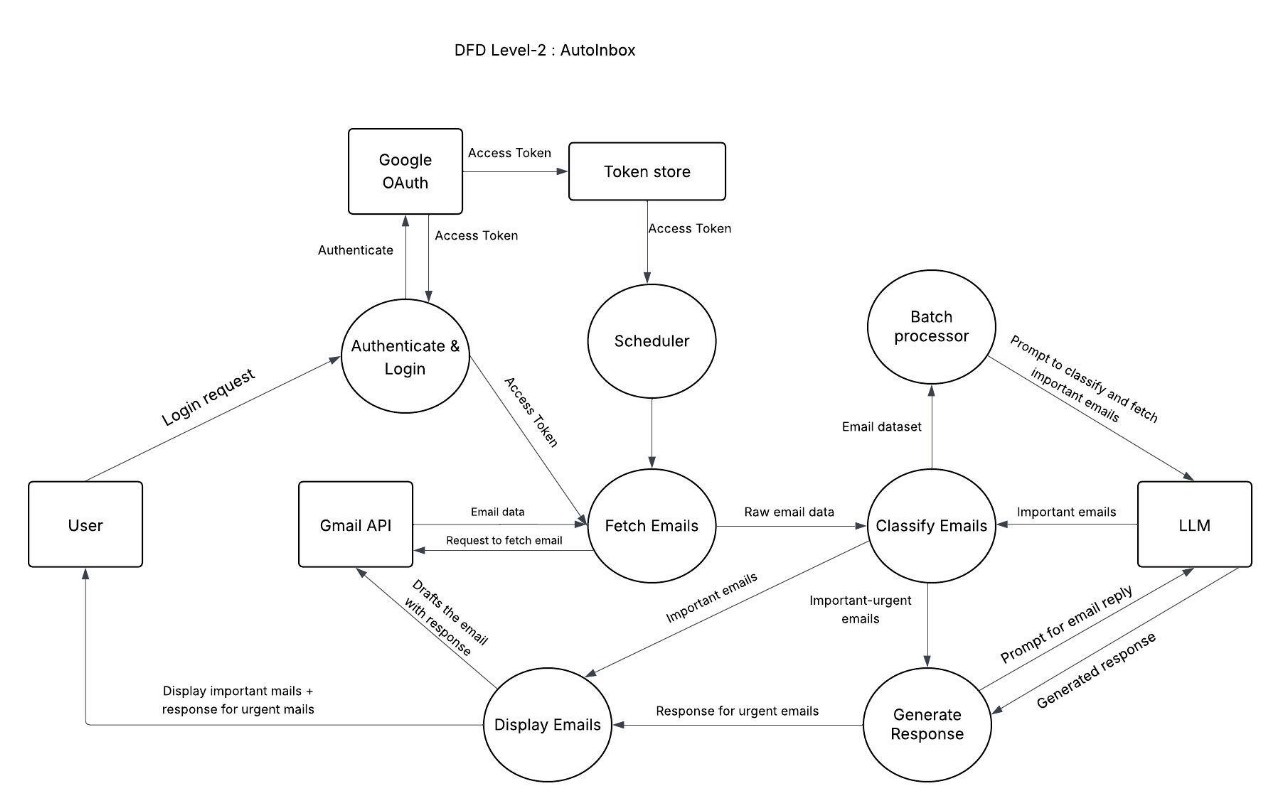 DFD Level-2 : AutoInbox
Google
OAuth
Access Token
Token store
Authenticate
Access Token
Access Token
Authenticate &
Login
Scheduler
Batch
processor
Login request
Access Token
Prompt to classify and fetch
important emails
Email dataset
User
Gmail API
Email data
Request to fetch email
Fetch Emails
Raw email data
Classify Emails
Important emails
LLM
Drafts the email
with response
Important emails
Important-urgent
emails
Prompt for email reply
Generated response
Display important mails +
response for urgent mails
Display Emails
Response for urgent emails
Generate
Response